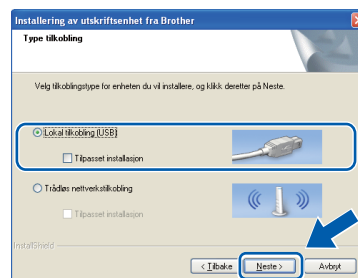 Installering av utskriftsenhet fra Brother
Type tilkobling
Velg tilkoblingstype for enheten du vil installere, og klikk deretter på Neste.
Lokal tilkobling (USB)
Tilpasset installasjon
Trådløs nettverkstilkobling
Tilpasset installasjon
InstallShield
< Tilbake Neste > Avbryt